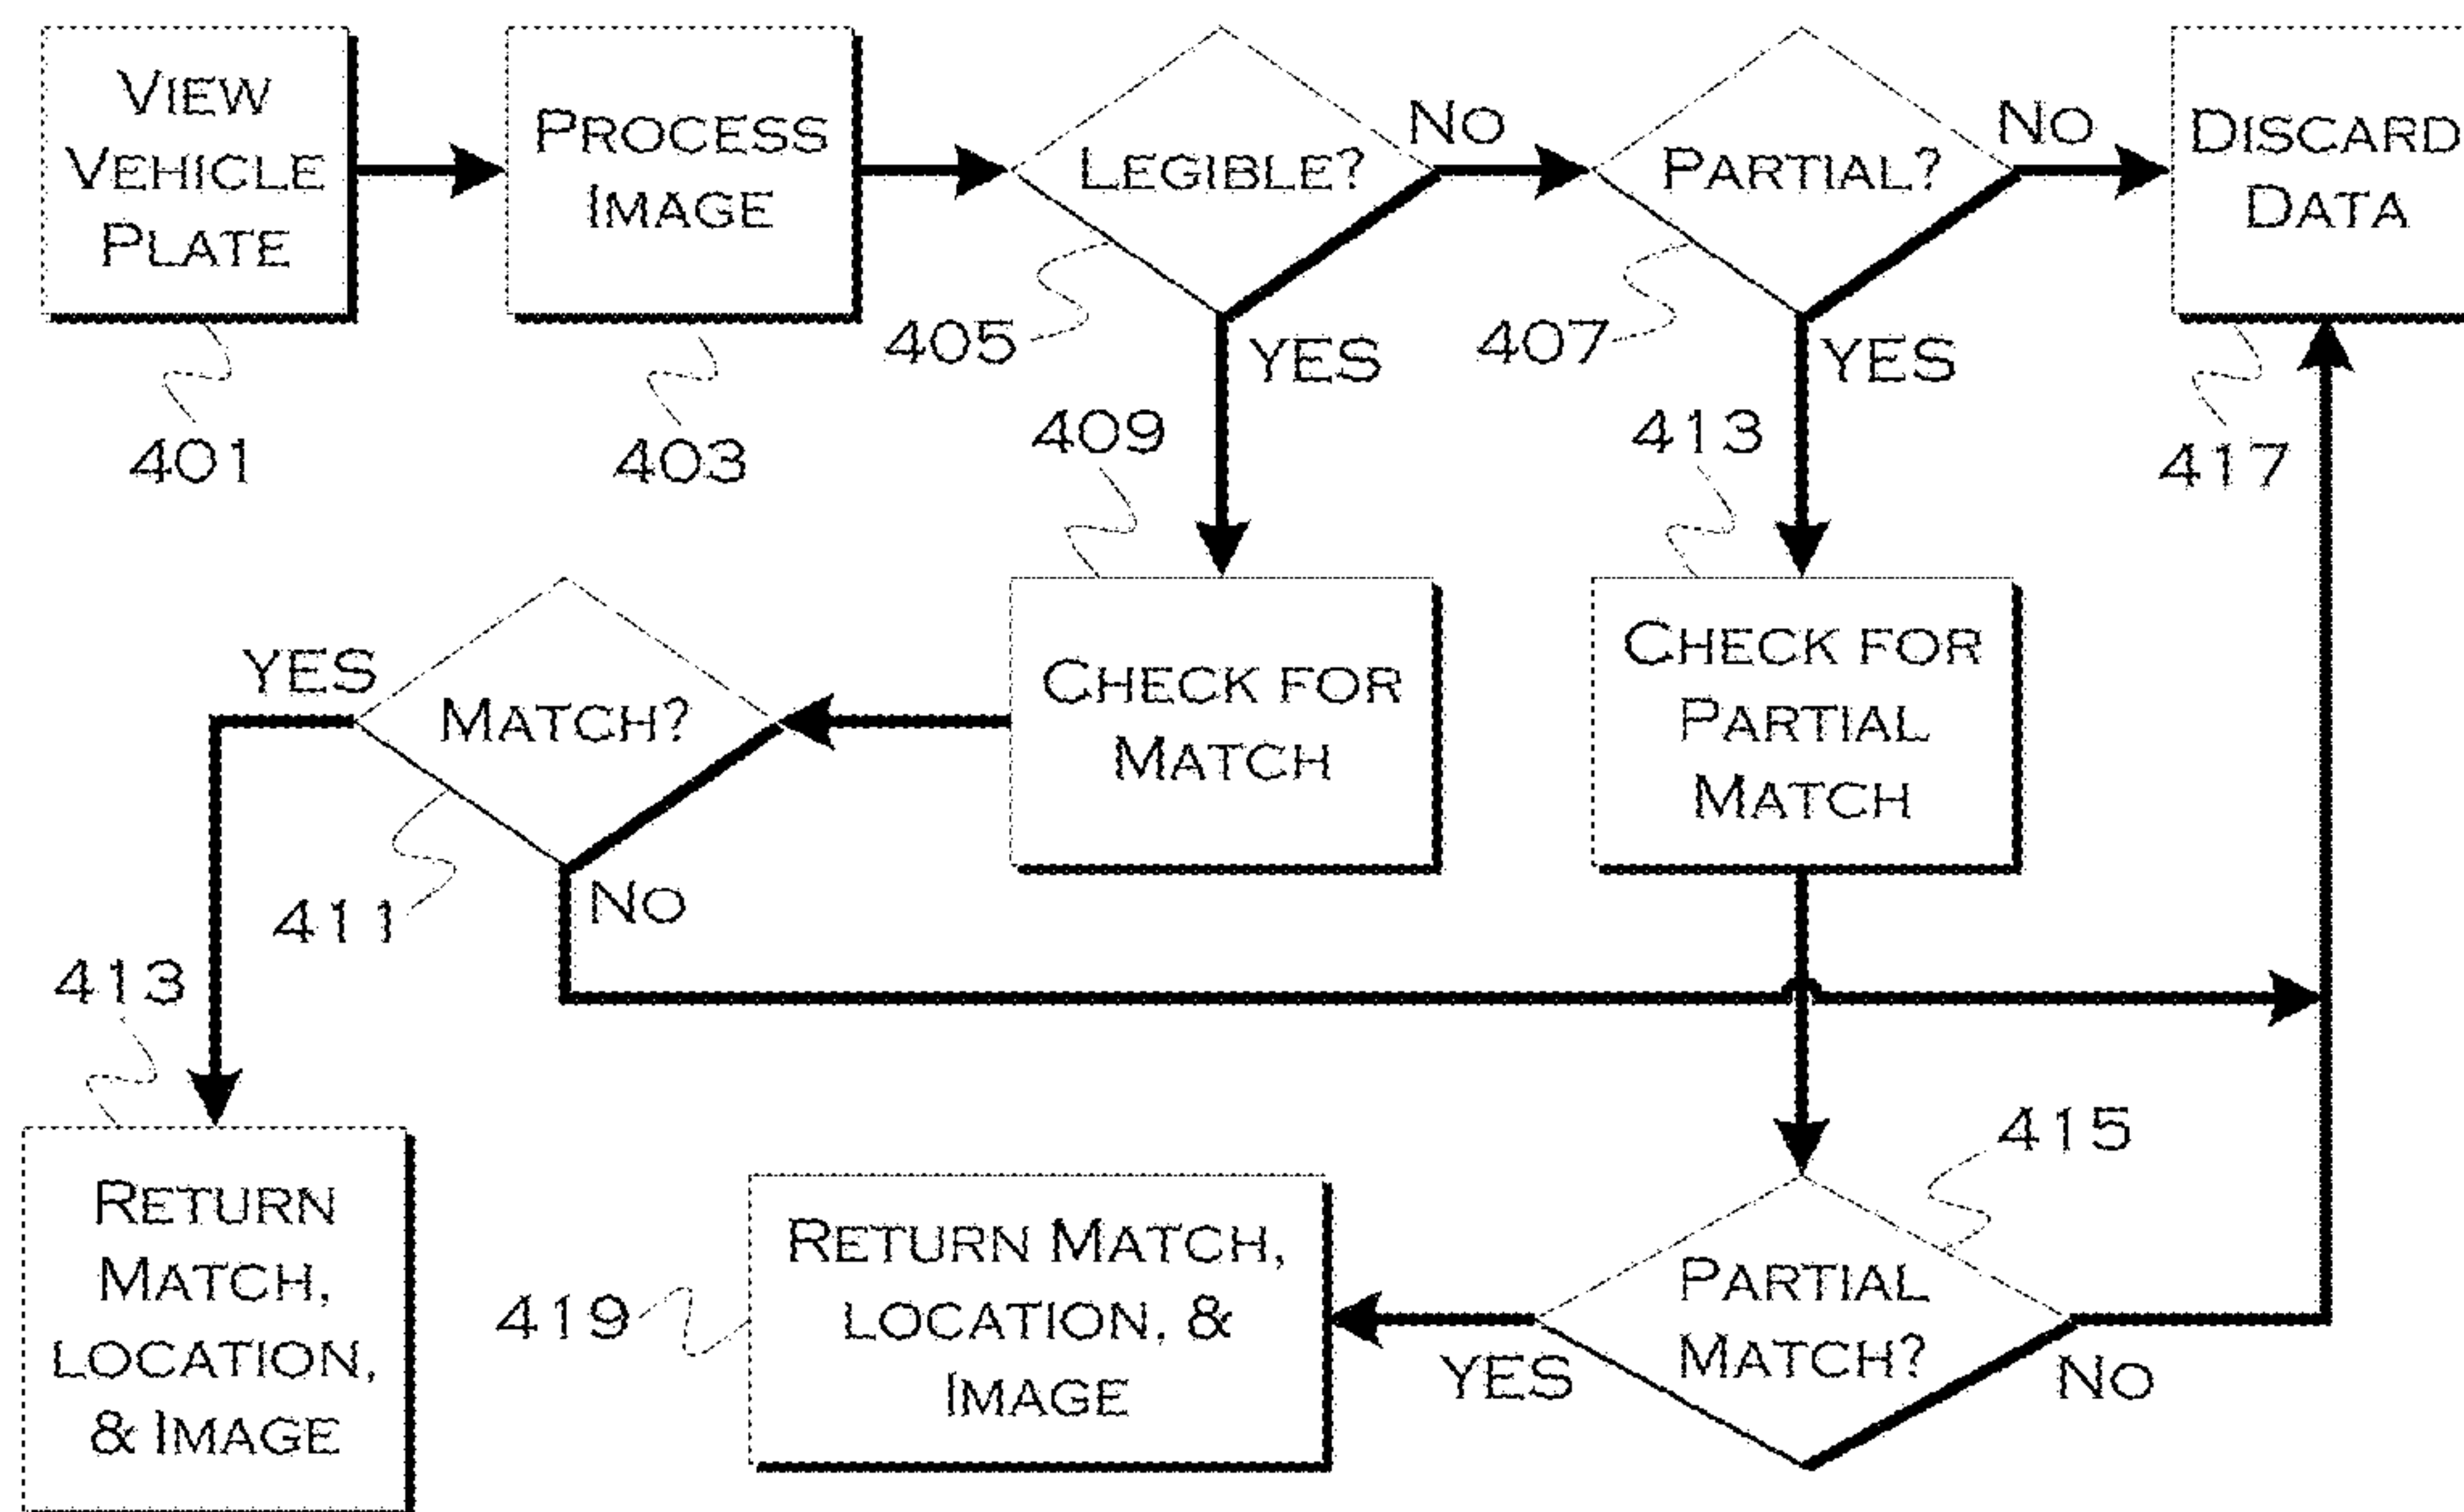 VIEW
VEHICLE
PLATE
401
PROCESS
IMAGE
403
LEGIBLE?
405
NO
YES
PARTIAL?
407
NO
YES
DISCARD
DATA
417
409
CHECK FOR
MATCH
413
CHECK FOR
PARTIAL
MATCH
MATCH?
411
YES
NO
413
RETURN
MATCH,
LOCATION,
& IMAGE
419
RETURN MATCH,
LOCATION, &
IMAGE
415
PARTIAL
MATCH?
YES
NO